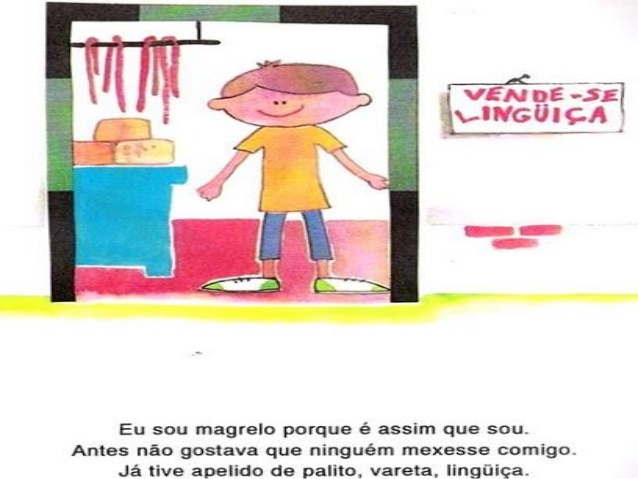 VENDE-SE
LINGÜIÇA
Eu sou magrelo porque é assim que sou.
Antes não gostava que ninguém mexesse comigo.
Já tive apelido de palito, vareta, lingüiça.